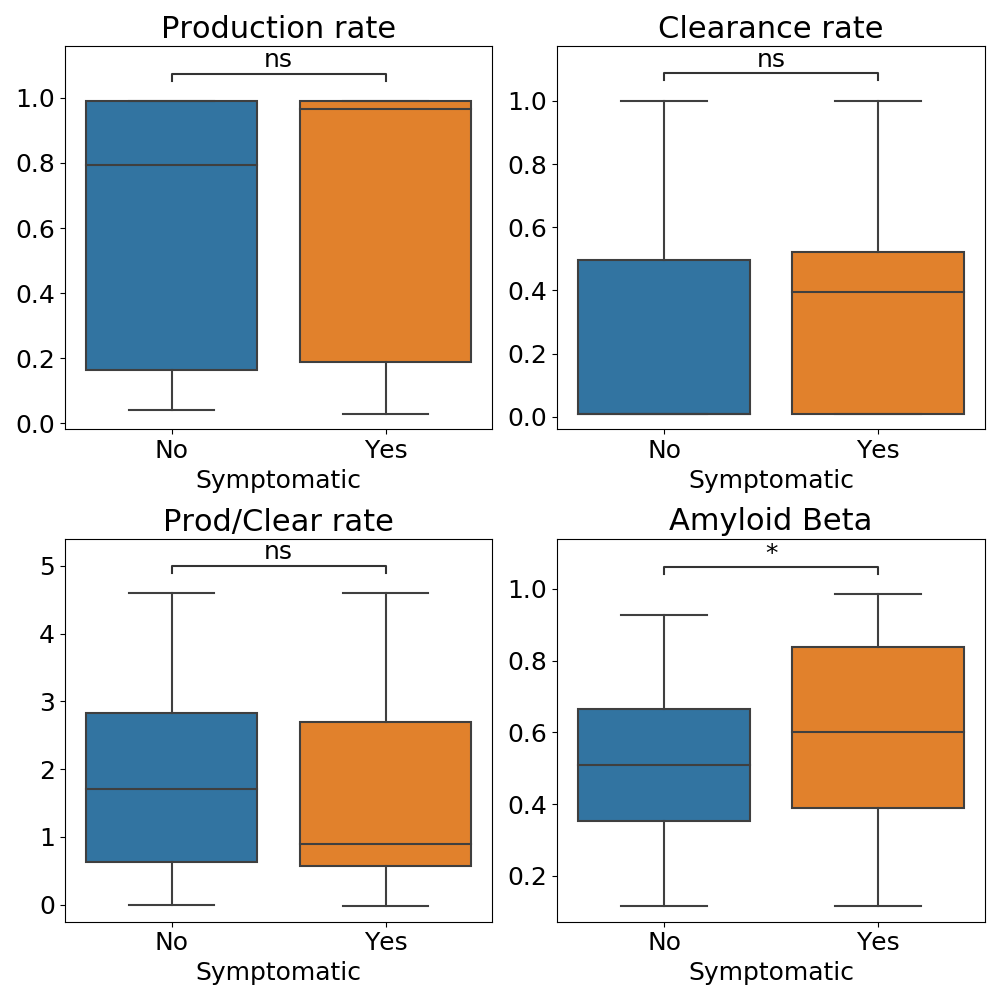 Production rate
ns
1.0
0.8
0.6
0.4
0.2
0.0
No Yes
Symptomatic
Clearance rate
ns
1.0
0.8
0.6
0.4
0.2
0.0
No Yes
Symptomatic
Prod/Clear rate
ns
5
4
3
2
1
0
No Yes
Symptomatic
Amyloid Beta
*
1.0
0.8
0.6
0.4
0.2
No Yes
Symptomatic